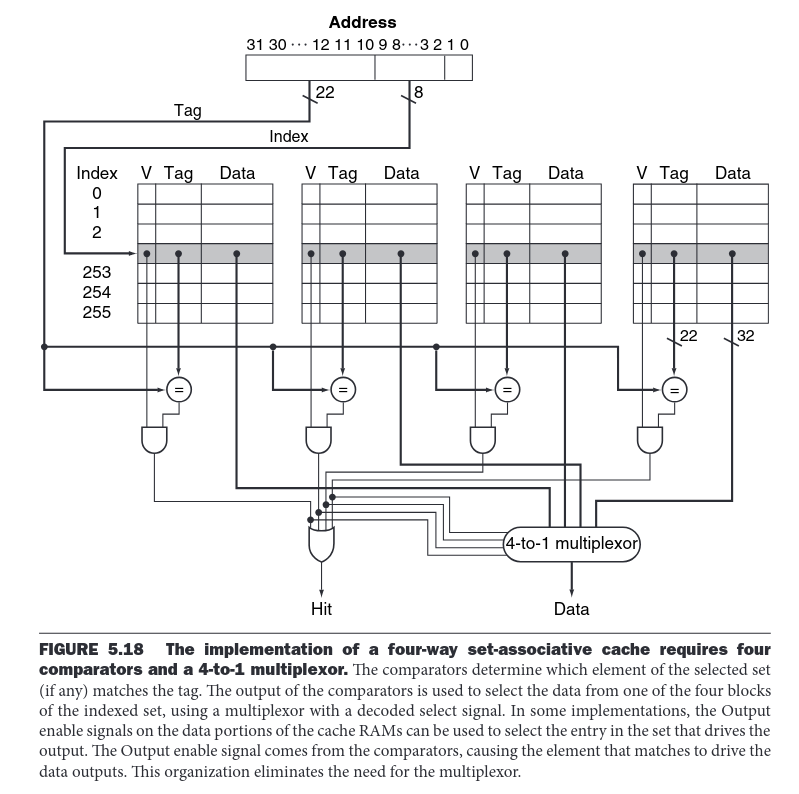 Address
31 30 ··· 12 11 10 9 8···3 2 1 0
22
8
Tag
Index
Index V Tag Data V Tag Data V Tag Data V Tag Data
0
1
2
253
254
255
22
32
= = = =
4-to-1 multiplexor
Hit
Data
FIGURE 5.18 The implementation of a four-way set-associative cache requires four
comparators and a 4-to-1 multiplexor. The comparators determine which element of the selected set
(if any) matches the tag. The output of the comparators is used to select the data from one of the four blocks
of the indexed set, using a multiplexor with a decoded select signal. In some implementations, the Output
enable signals on the data portions of the cache RAMs can be used to select the entry in the set that drives the
output. The Output enable signal comes from the comparators, causing the element that matches to drive the
data outputs. This organization eliminates the need for the multiplexor.